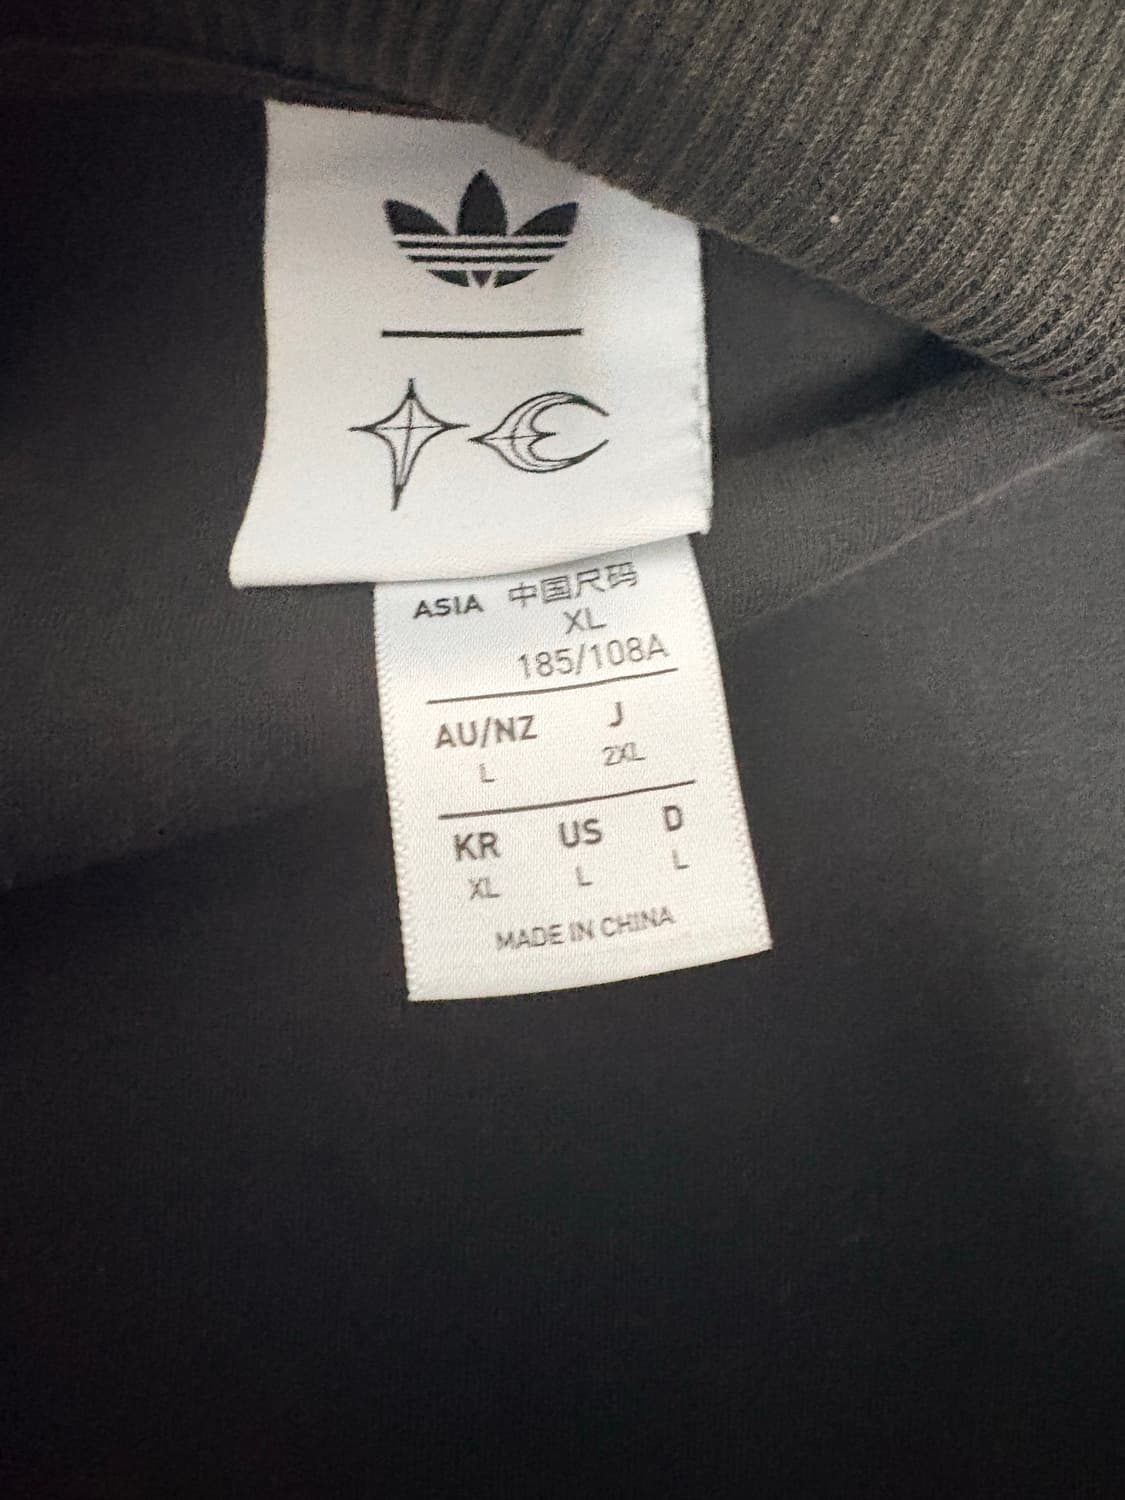 ASIA 中国尺码
XL
185/108A
AU/NZ J
L 2XL
KR US D
XL L L
MADE IN CHINA